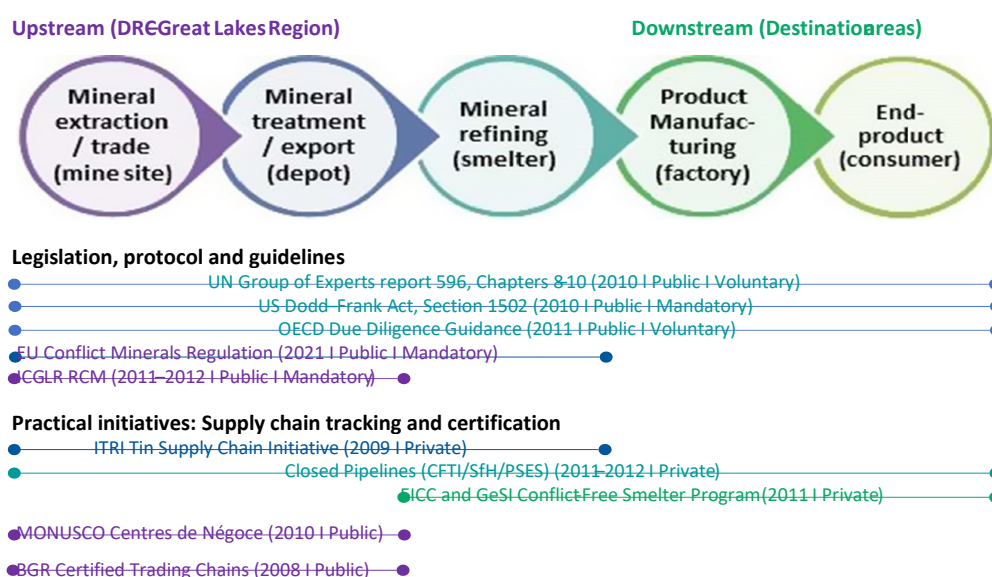 Upstream (DRC-Great Lakes Region)
Downstream (Destination areas)
Mineral
extraction
/ trade
(mine site)
Mineral
treatment
/ export
(depot)
Mineral
refining
(smelter)
Product
Manufac-
turing
(factory)
End-
product
(consumer)
Legislation, protocol and guidelines
UN Group of Experts report 596, Chapters 8-10 (2010 I Public I Voluntary)
US Dodd-Frank Act, Section 1502 (2010 I Public I Mandatory)
OECD Due Diligence Guidance (2011 I Public I Voluntary)
EU Conflict Minerals Regulation (2021 I Public I Mandatory)
ICGLR RCM (2011–2012 I Public I Mandatory)
Practical initiatives: Supply chain tracking and certification
ITRI Tin Supply Chain Initiative (2009 I Private)
Closed Pipelines (CFTI/SfH/PSES) (2011–2012 I Private)
EICC and GeSI Conflict-Free Smelter Program (2011 I Private)
MONUSCO Centres de Négoce (2010 I Public)
BGR Certified Trading Chains (2008 I Public)